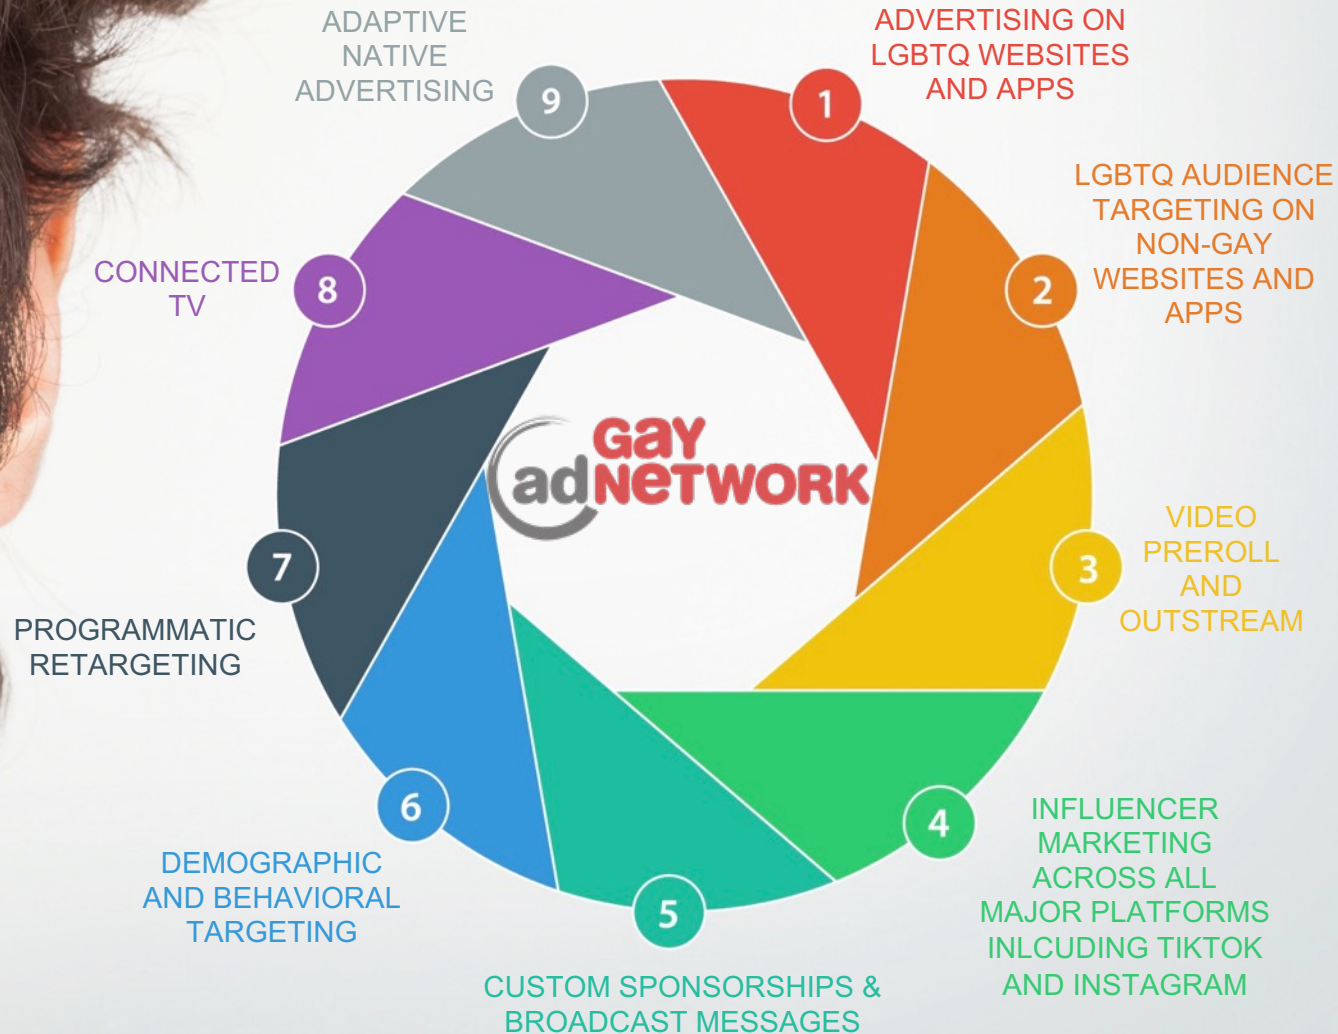 ADVERTISING ON
LGBTQ WEBSITES
AND APPS
1
LGBTQ AUDIENCE
TARGETING ON
NON-GAY
WEBSITES AND
APPS
2
VIDEO
PREROLL
AND
OUTSTREAM
3
INFLUENCER
MARKETING
ACROSS ALL
MAJOR PLATFORMS
INLCUDING TIKTOK
AND INSTAGRAM
4
CUSTOM SPONSORSHIPS &
BROADCAST MESSAGES
5
DEMOGRAPHIC
AND BEHAVIORAL
TARGETING
6
PROGRAMMATIC
RETARGETING
7
CONNECTED
TV
8
ADAPTIVE
NATIVE
ADVERTISING
9
Gay
ad NeTWORK